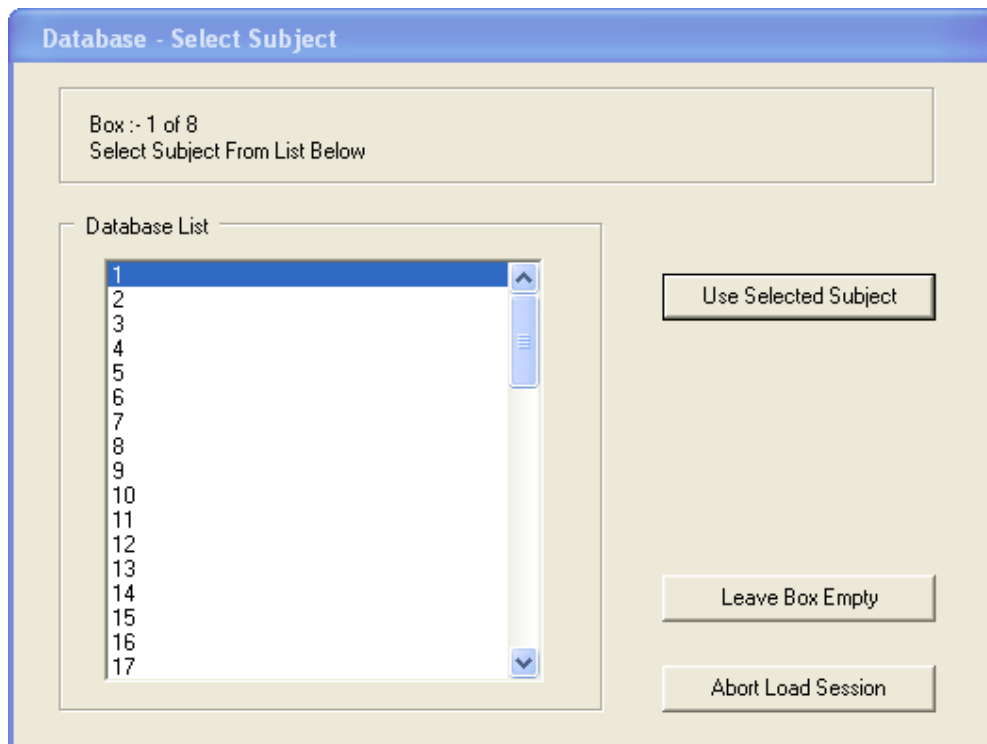 Database - Select Subject
Box :- 1 of 8
Select Subject From List Below
Database List
1
2
3
4
5
6
7
8
9
10
11
12
13
14
15
16
17
Use Selected Subject
Leave Box Empty
Abort Load Session